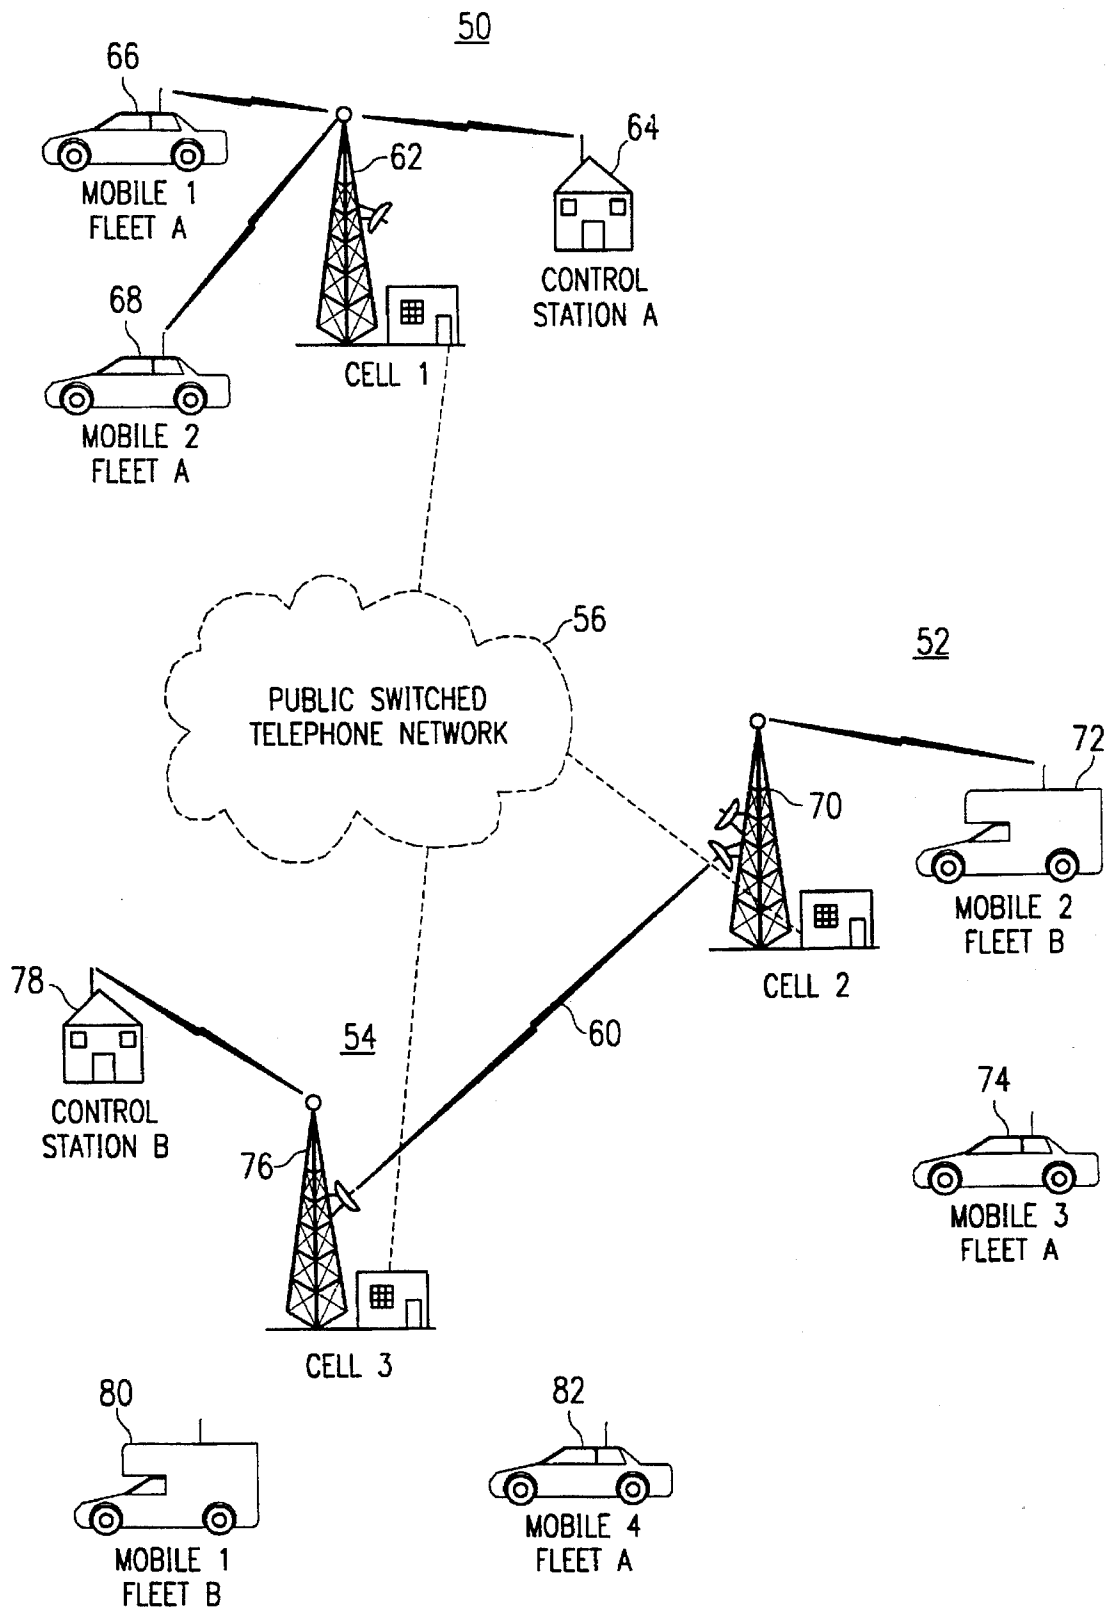 50
66
62
64
MOBILE 1
FLEET A
CONTROL
STATION A
68
CELL 1
MOBILE 2
FLEET A
56
52
PUBLIC SWITCHED
TELEPHONE NETWORK
72
70
MOBILE 2
FLEET B
CELL 2
78
54
60
CONTROL
STATION B
74
76
MOBILE 3
FLEET A
CELL 3
80
82
MOBILE 1
FLEET B
MOBILE 4
FLEET A